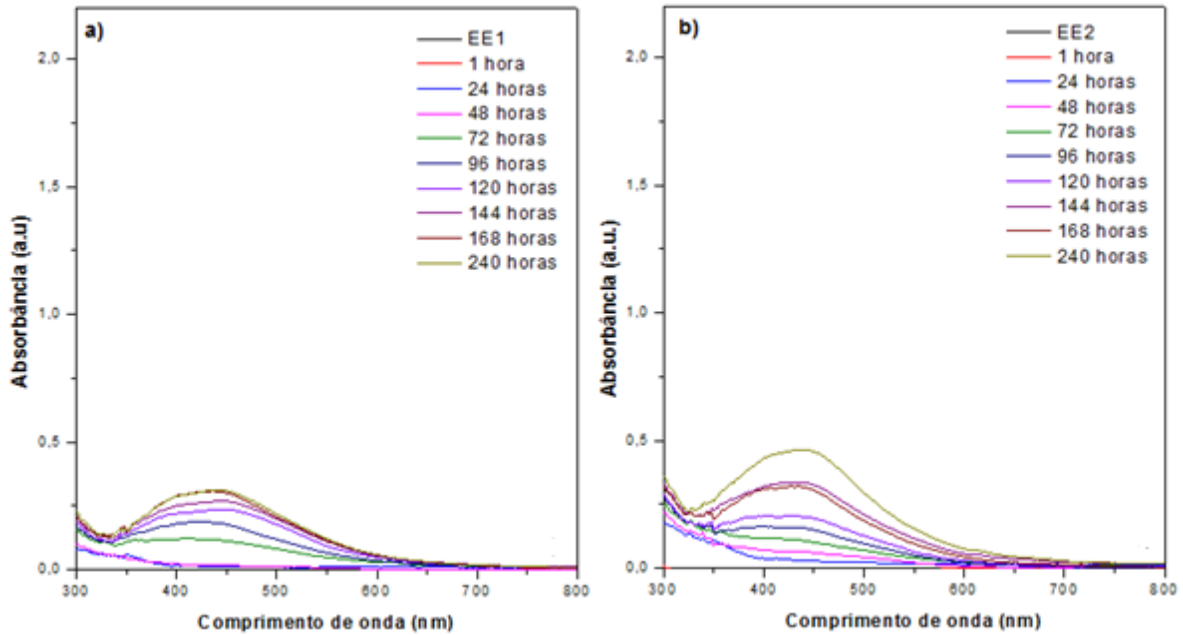 a)
EE1
1 hora
24 horas
48 horas
72 horas
96 horas
120 horas
144 horas
168 horas
240 horas
2,0
1,5
1,0
0,5
0,0
300
400
500
600
700
800
Absorbância (a.u)
Comprimento de onda (nm)
b)
EE2
1 hora
24 horas
48 horas
72 horas
96 horas
120 horas
144 horas
168 horas
240 horas
2,0
1,5
1,0
0,5
0,0
300
400
500
600
700
800
Absorbância (a.u.)
Comprimento de onda (nm)